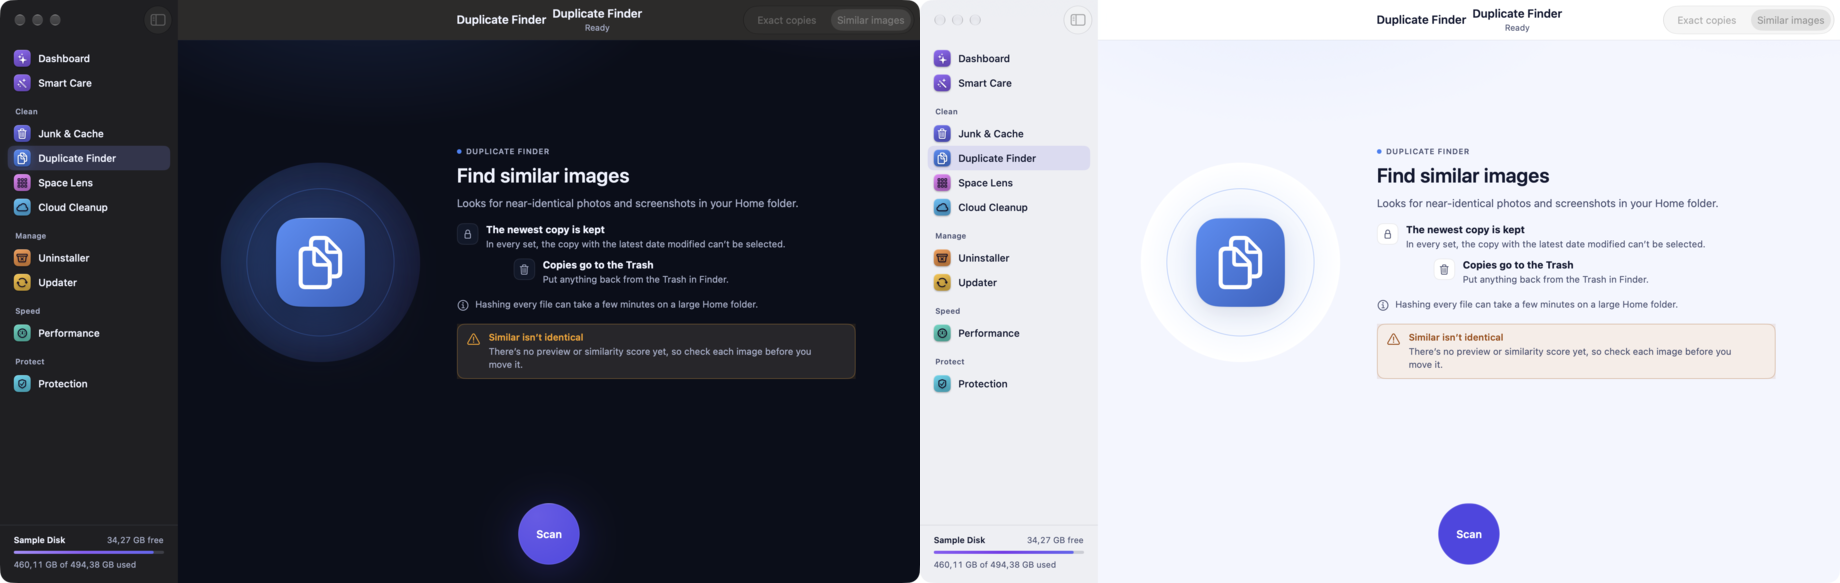 Duplicate Finder
Duplicate Finder
Ready
Exact copies
Similar images
Dashboard
Smart Care
Clean
Junk & Cache
Duplicate Finder
Space Lens
Cloud Cleanup
Manage
Uninstaller
Updater
Speed
Performance
Protect
Protection
Sample Disk
34,27 GB free
460,11 GB of 494,38 GB used
DUPLICATE FINDER
Find similar images
Looks for near-identical photos and screenshots in your Home folder.
The newest copy is kept
In every set, the copy with the latest date modified can't be selected.
Copies go to the Trash
Put anything back from the Trash in Finder.
Hashing every file can take a few minutes on a large Home folder.
Similar isn't identical
There's no preview or similarity score yet, so check each image before you
move it.
Scan
Duplicate Finder
Duplicate Finder
Ready
Exact copies
Similar images
Dashboard
Smart Care
Clean
Junk & Cache
Duplicate Finder
Space Lens
Cloud Cleanup
Manage
Uninstaller
Updater
Speed
Performance
Protect
Protection
Sample Disk
34,27 GB free
460,11 GB of 494,38 GB used
DUPLICATE FINDER
Find similar images
Looks for near-identical photos and screenshots in your Home folder.
The newest copy is kept
In every set, the copy with the latest date modified can't be selected.
Copies go to the Trash
Put anything back from the Trash in Finder.
Hashing every file can take a few minutes on a large Home folder.
Similar isn't identical
There's no preview or similarity score yet, so check each image before you
move it.
Scan